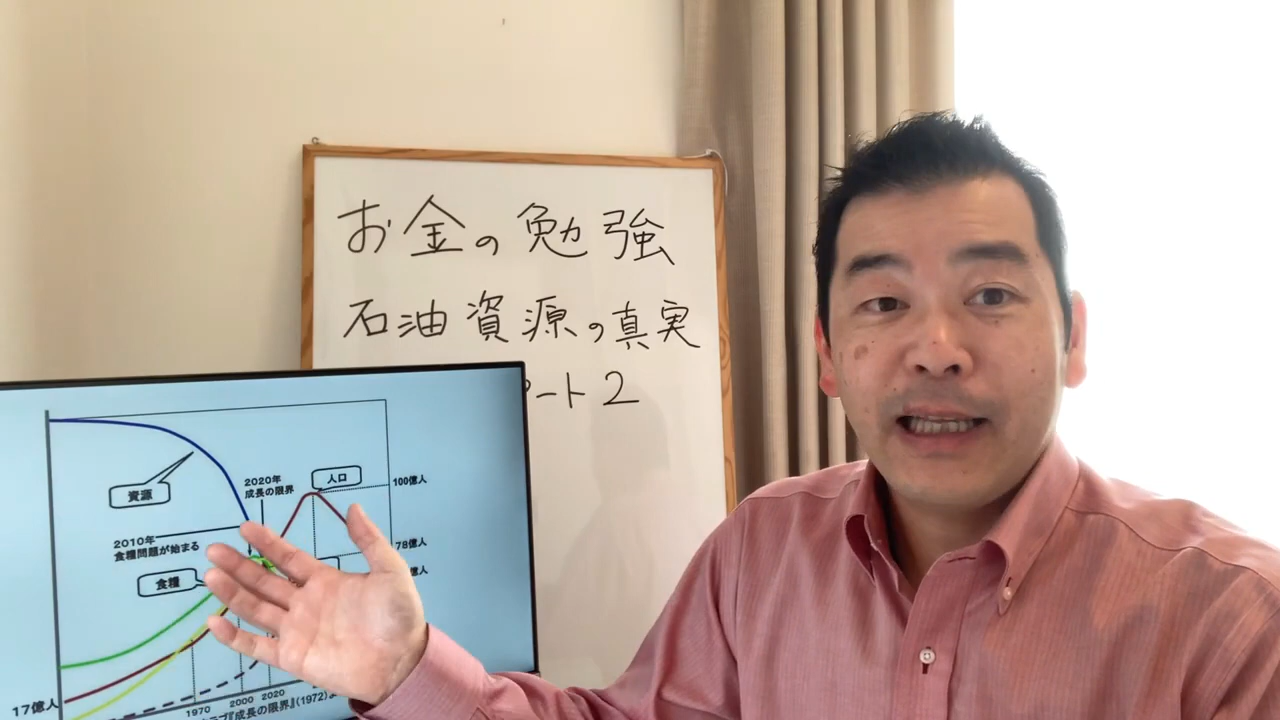 お金の勉強
石油資源の真実
ート2
資源
2020年
成長の限界
人口
100億人
2010年
食糧問題が始まる
78億人
億人
食糧
17億人
1970
2000
2020
『成長の限界』(1972)